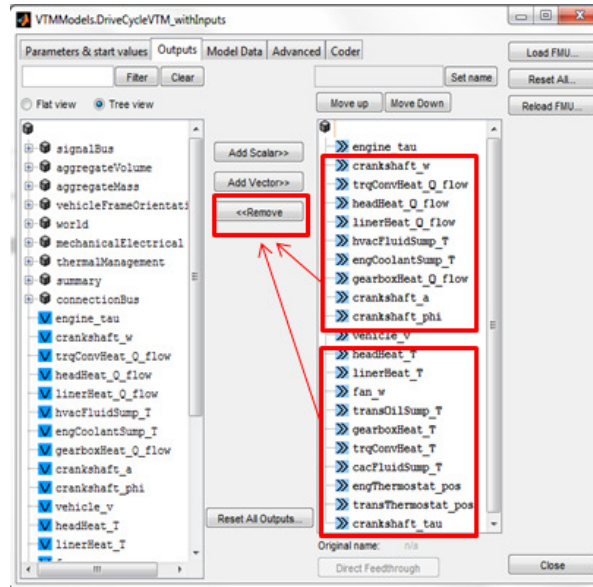 VTMModels.DriveCycleVTM_withInputs
Parameters & start values Outputs Model Data Advanced Coder
Load FMU...
Filter Clear
Set name
Reset All...
Flat view Tree view
Move up Move Down
Reload FMU...
signalBus
aggregateVolume
aggregateMass
vehicleFrameOrientati
world
mechanicalElectrical
thermalManagement
summary
connectionBus
engine_tau
crankshaft_w
trqConvHeat_Q_flow
headHeat_Q_flow
linerHeat_Q_flow
hvacFluidSump_T
engCoolantSump_T
gearboxHeat_Q_flow
crankshaft_a
crankshaft_phi
vehicle_v
headHeat_T
linerHeat_T
Add Scalar>>
Add Vector>>
<<Remove
Reset All Outputs...
engine_tau
crankshaft_w
trqConvHeat_Q_flow
headHeat_Q_flow
linerHeat_Q_flow
hvacFluidSump_T
engCoolantSump_T
gearboxHeat_Q_flow
crankshaft_a
crankshaft_phi
vehicle_v
headHeat_T
linerHeat_T
fan_w
transOilSump_T
gearboxHeat_T
trqConvHeat_T
cacFluidSump_T
engThermostat_pos
transThermostat_pos
crankshaft_tau
Original name: n/a
Direct Feedthrough
Close